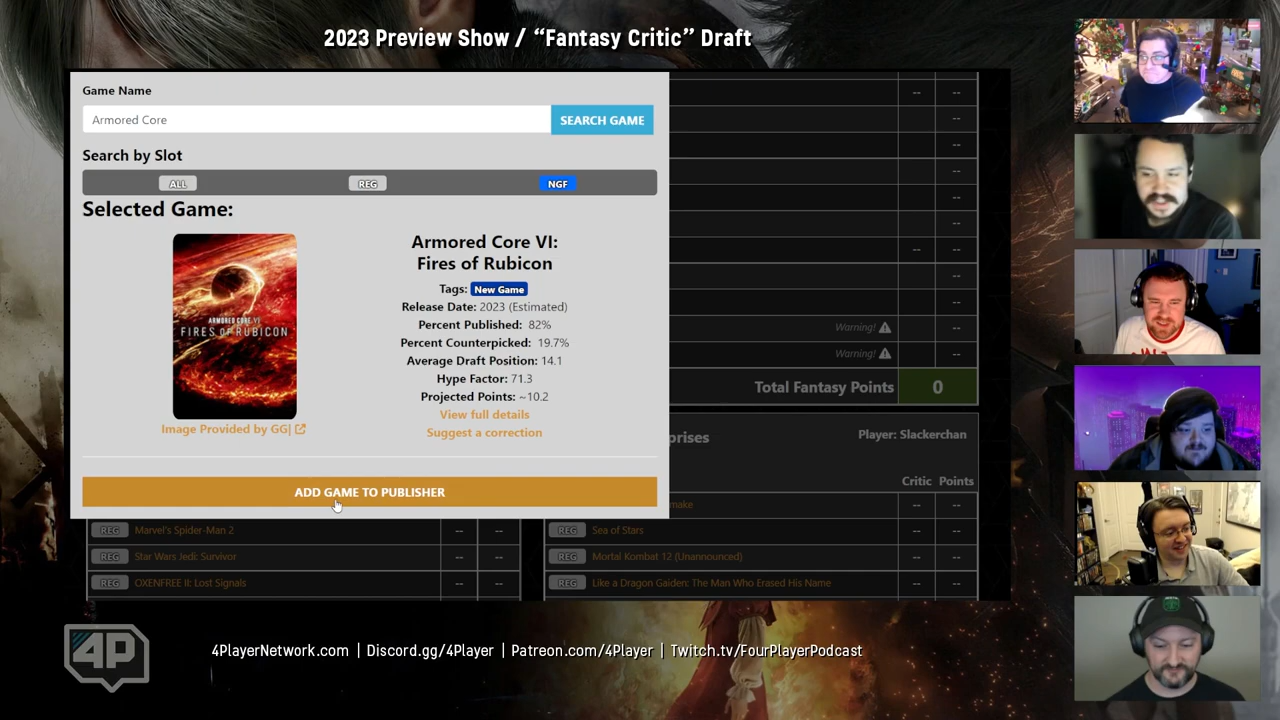 2023 Preview Show / “Fantasy Critic” Draft
Game Name
Armored Core
SEARCH GAME
Search by Slot
ALL
REG
NGF
Selected Game:
ARMORED CORE VI
FIRES OF RUBICON
Image Provided by GG|
Armored Core VI:
Fires of Rubicon
Tags: New Game
Release Date: 2023 (Estimated)
Percent Published: 82%
Percent Counterpicked: 19.7%
Average Draft Position: 14.1
Hype Factor: 71.3
Projected Points: ~10.2
View full details
Suggest a correction
ADD GAME TO PUBLISHER
-- --
--
--
--
--
--
-- --
--
--
Warning! --
Warning! --
Total Fantasy Points 0
prises Player: Slackerchan
Critic Points
make -- --
REG Marvel's Spider-Man 2 -- --
REG Star Wars Jedi: Survivor -- --
REG OXENFREE II: Lost Signals -- --
REG Sea of Stars -- --
REG Mortal Kombat 12 (Unannounced) -- --
REG Like a Dragon Gaiden: The Man Who Erased His Name -- --
4P
4PlayerNetwork.com | Discord.gg/4Player | Patreon.com/4Player | Twitch.tv/FourPlayerPodcast